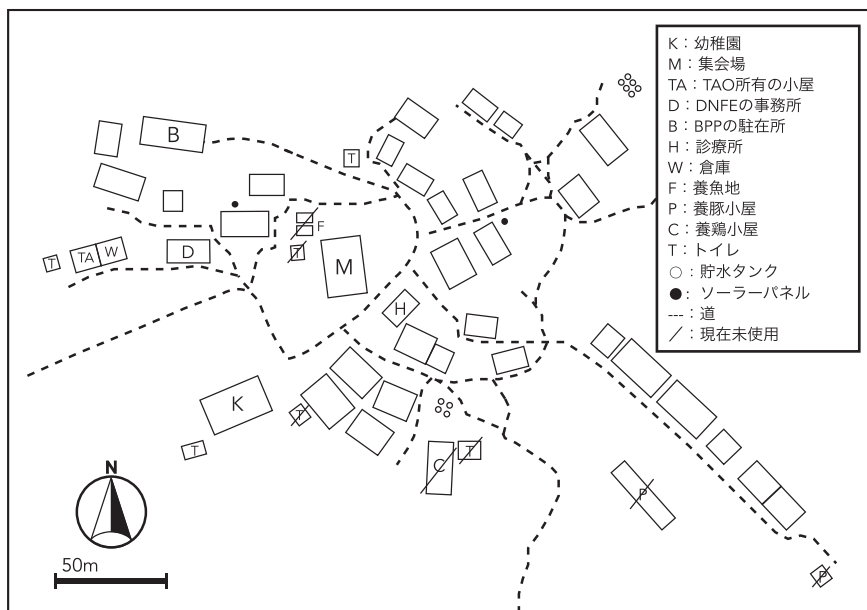 K：幼稚園
M：集会場
TA：TAO所有の小屋
D：DNFEの事務所
B：BPPの駐在所
H：診療所
W：倉庫
F：養魚地
P：養豚小屋
C：養鶏小屋
T：トイレ
○：貯水タンク
●：ソーラーパネル
---：道
／：現在未使用
B
T
F
T
T
TA
W
D
M
H
K
T
T
C
T
P
P
N
50m